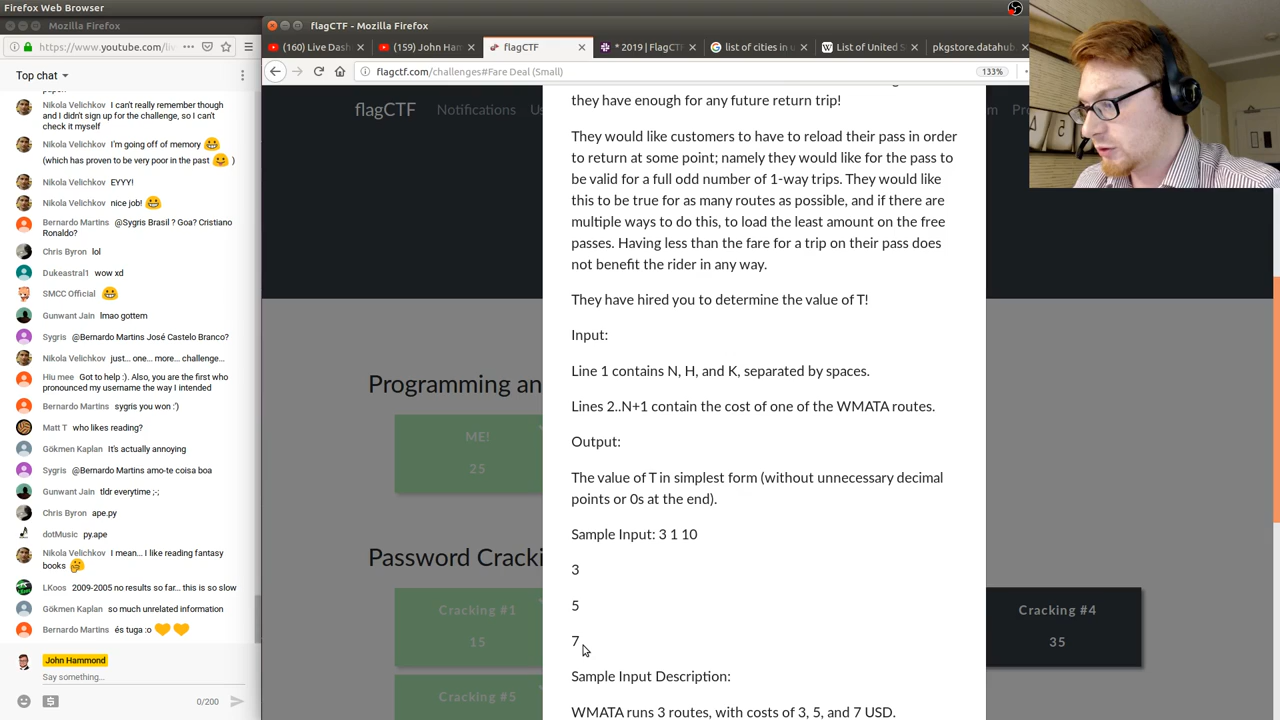 Firefox Web Browser
Mozilla Firefox
https://www.youtube.com/liv
Top chat
Nikola Velichkov I can't really remember though
and I didn't sign up for the challenge, so I can't
check it myself
Nikola Velichkov I'm going off of memory
(which has proven to be very poor in the past )
Nikola Velichkov EYYY!
Nikola Velichkov nice job!
Bernardo Martins @Sygris Brasil ? Goa? Cristiano
Ronaldo?
Chris Byron lol
Dukeastral1 wow xd
SMCC Official
Gunwant Jain lmao gottem
Sygris @Bernardo Martins José Castelo Branco?
Nikola Velichkov just... one... more... challenge...
Hiu mee Got to help :). Also, you are the first who
pronounced my username the way I intended
Bernardo Martins sygris you won :')
Matt T who likes reading?
Gökmen Kaplan It's actually annoying
Sygris @Bernardo Martins amo-te coisa boa
Gunwant Jain tldr everytime ;-;
Chris Byron ape.py
dotMusic py.ape
Nikola Velichkov I mean... I like reading fantasy
books
LKoos 2009-2005 no results so far... this is so slow
Gökmen Kaplan so much unrelated information
Bernardo Martins és tuga :o
John Hammond
Say something...
0/200
flagCTF - Mozilla Firefox
(160) Live Dash
(159) John Ham
flagCTF
* 2019 | FlagCTF
list of cities in u
List of United S
pkgstore.datahub.
flagctf.com/challenges#Fare Deal (Small)
133%
flagCTF
Notifications
they have enough for any future return trip!
They would like customers to have to reload their pass in order
to return at some point; namely they would like for the pass to
be valid for a full odd number of 1-way trips. They would like
this to be true for as many routes as possible, and if there are
multiple ways to do this, to load the least amount on the free
passes. Having less than the fare for a trip on their pass does
not benefit the rider in any way.
They have hired you to determine the value of T!
Input:
Line 1 contains N, H, and K, separated by spaces.
Lines 2..N+1 contain the cost of one of the WMATA routes.
Output:
The value of T in simplest form (without unnecessary decimal
points or 0s at the end).
Sample Input: 3 1 10
3
5
7
Sample Input Description:
WMATA runs 3 routes, with costs of 3, 5, and 7 USD.
Programming an
ME!
25
Password Cracki
Cracking #1
15
Cracking #4
35
Cracking #5